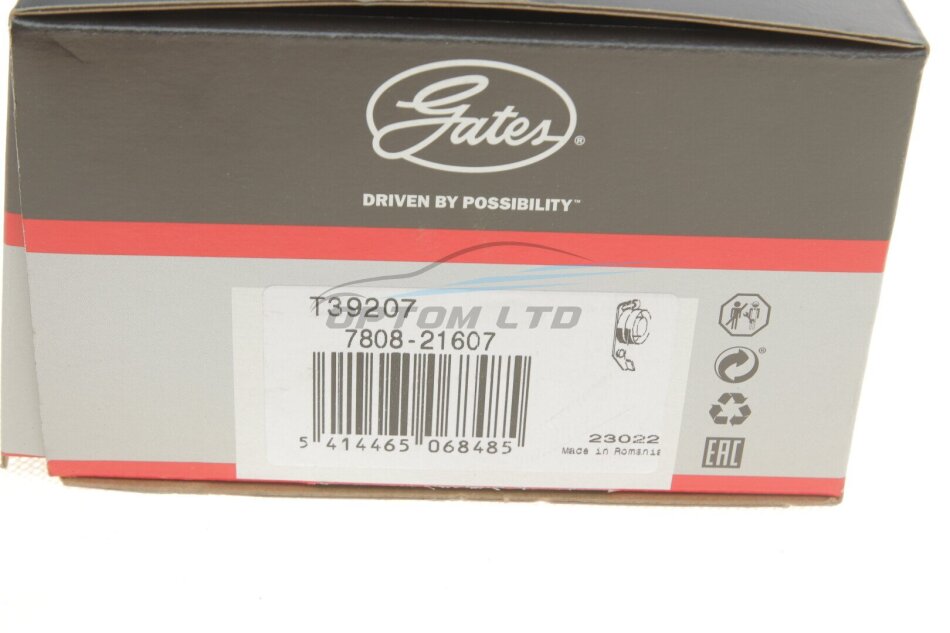 Gates®
DRIVEN BY POSSIBILITY™
T39207
OPTOM LTD
7808-21607
5 414465 068485
23022
Made in Romania
®
EAC